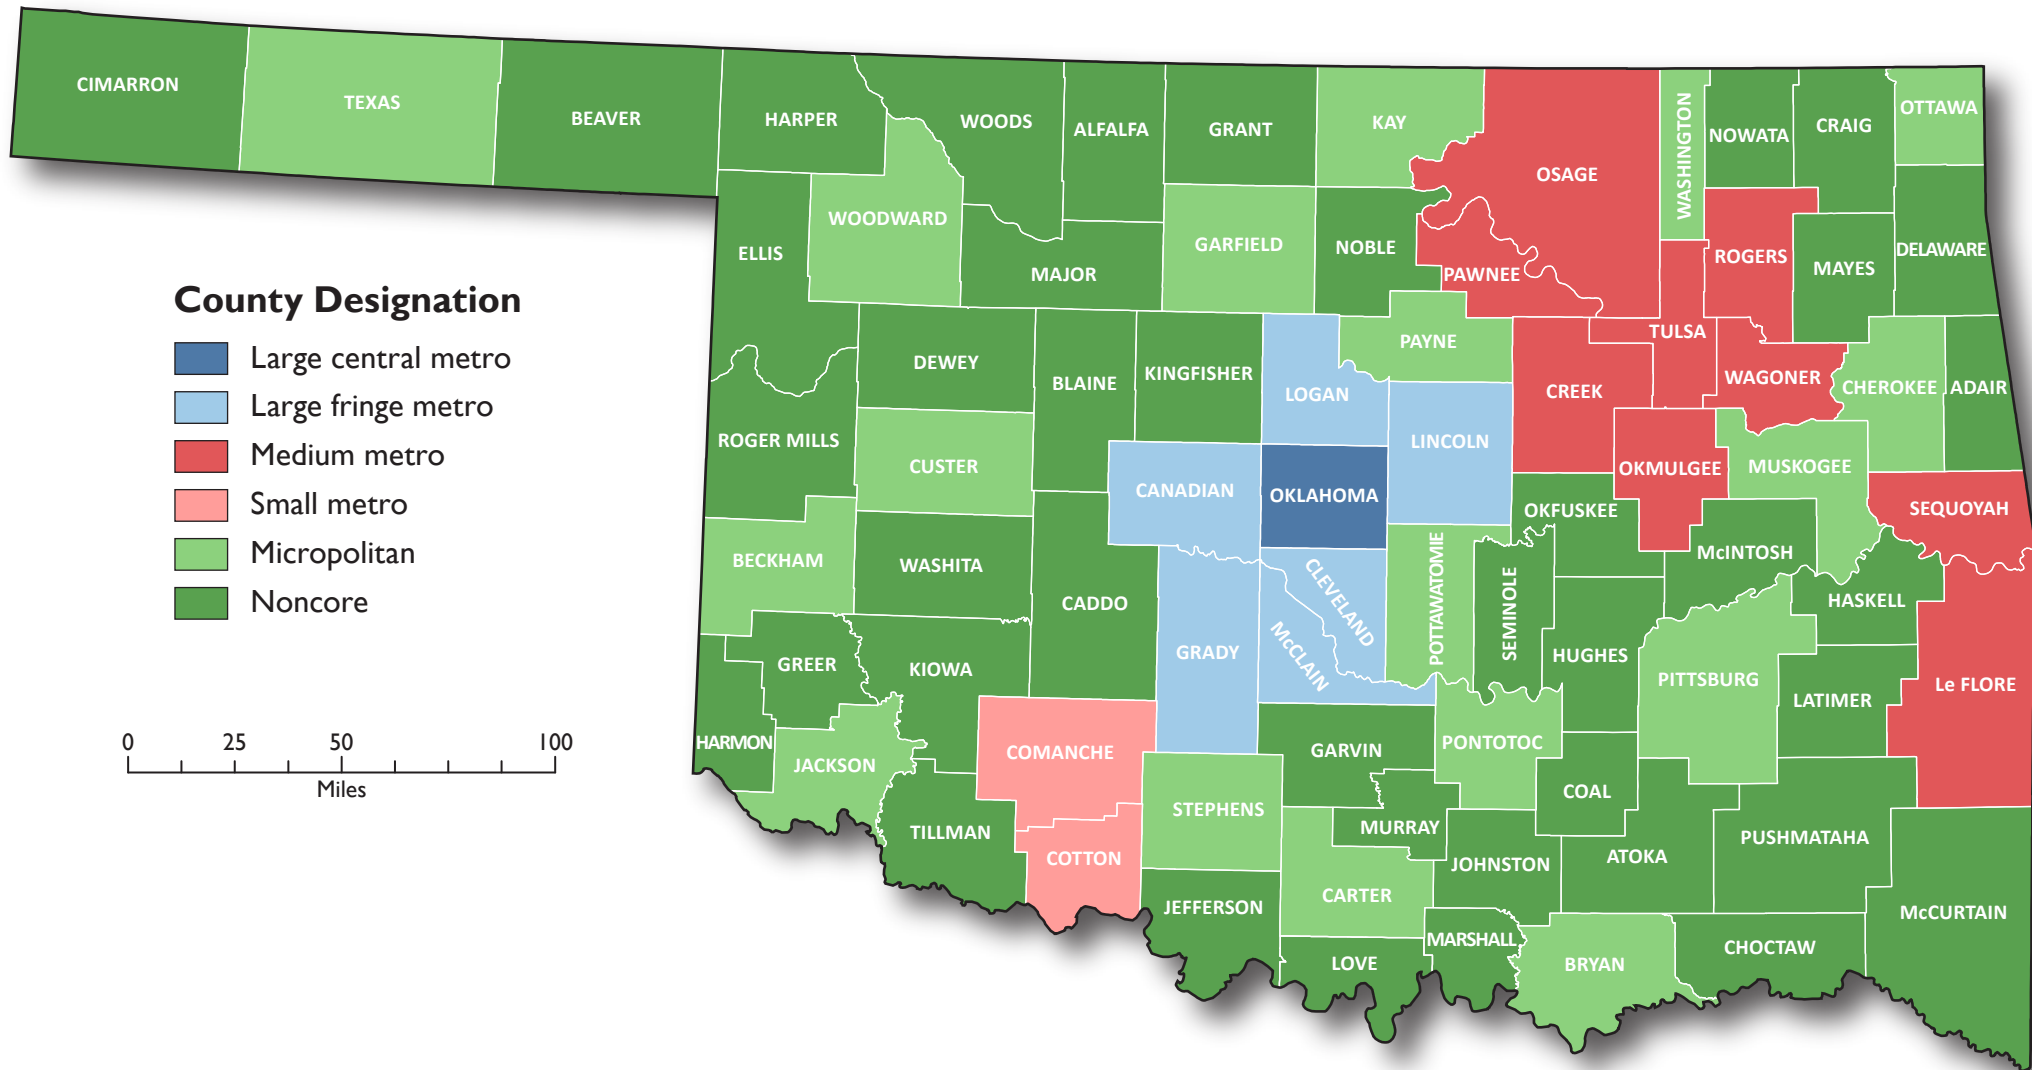 CIMARRON
TEXAS
BEAVER
HARPER
WOODS
ALFALFA
GRANT
KAY
OSAGE
WASHINGTON
NOWATA
CRAIG
OTTAWA
ELLIS
WOODWARD
MAJOR
GARFIELD
NOBLE
PAWNEE
ROGERS
MAYES
DELAWARE
County Designation
Large central metro
Large fringe metro
Medium metro
Small metro
Micropolitan
Noncore
DEWEY
BLAINE
KINGFISHER
LOGAN
PAYNE
CREEK
TULSA
WAGONER
CHEROKEE
ADAIR
ROGER MILLS
CUSTER
CANADIAN
OKLAHOMA
LINCOLN
OKMULGEE
MUSKOGEE
SEQUOYAH
OKFUSKEE
McINTOSH
BECKHAM
WASHITA
CADDO
GRADY
CLEVELAND
McCLAIN
POTTAWATOMIE
SEMINOLE
HUGHES
HASKELL
PITTSBURG
LATIMER
Le FLORE
GREER
KIOWA
HARMON
JACKSON
COMANCHE
GARVIN
PONTOTOC
COAL
STEPHENS
TILLMAN
COTTON
MURRAY
JOHNSTON
ATOKA
PUSHMATAHA
CARTER
JEFFERSON
MARSHALL
LOVE
BRYAN
CHOCTAW
McCURTAIN
0 25 50 100
Miles